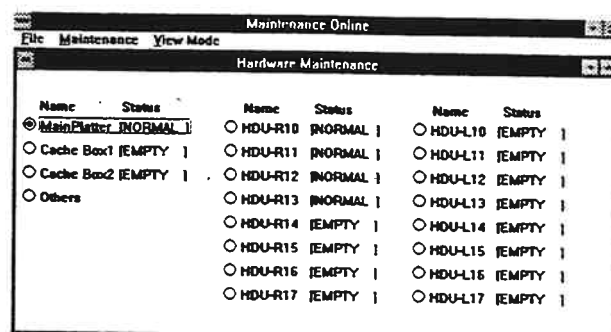 Maintenance Online
File Maintenance View Mode
Hardware Maintenance
Name Status Name Status Name Status
MainPlatter [NORMAL ] HDU-R10 [NORMAL ] HDU-L10 [EMPTY ]
Cache Box1 [EMPTY ] HDU-R11 [NORMAL ] HDU-L11 [EMPTY ]
Cache Box2 [EMPTY ] HDU-R12 [NORMAL ] HDU-L12 [EMPTY ]
Others HDU-R13 [NORMAL ] HDU-L13 [EMPTY ]
HDU-R14 [EMPTY ] HDU-L14 [EMPTY ]
HDU-R15 [EMPTY ] HDU-L15 [EMPTY ]
HDU-R16 [EMPTY ] HDU-L16 [EMPTY ]
HDU-R17 [EMPTY ] HDU-L17 [EMPTY ]